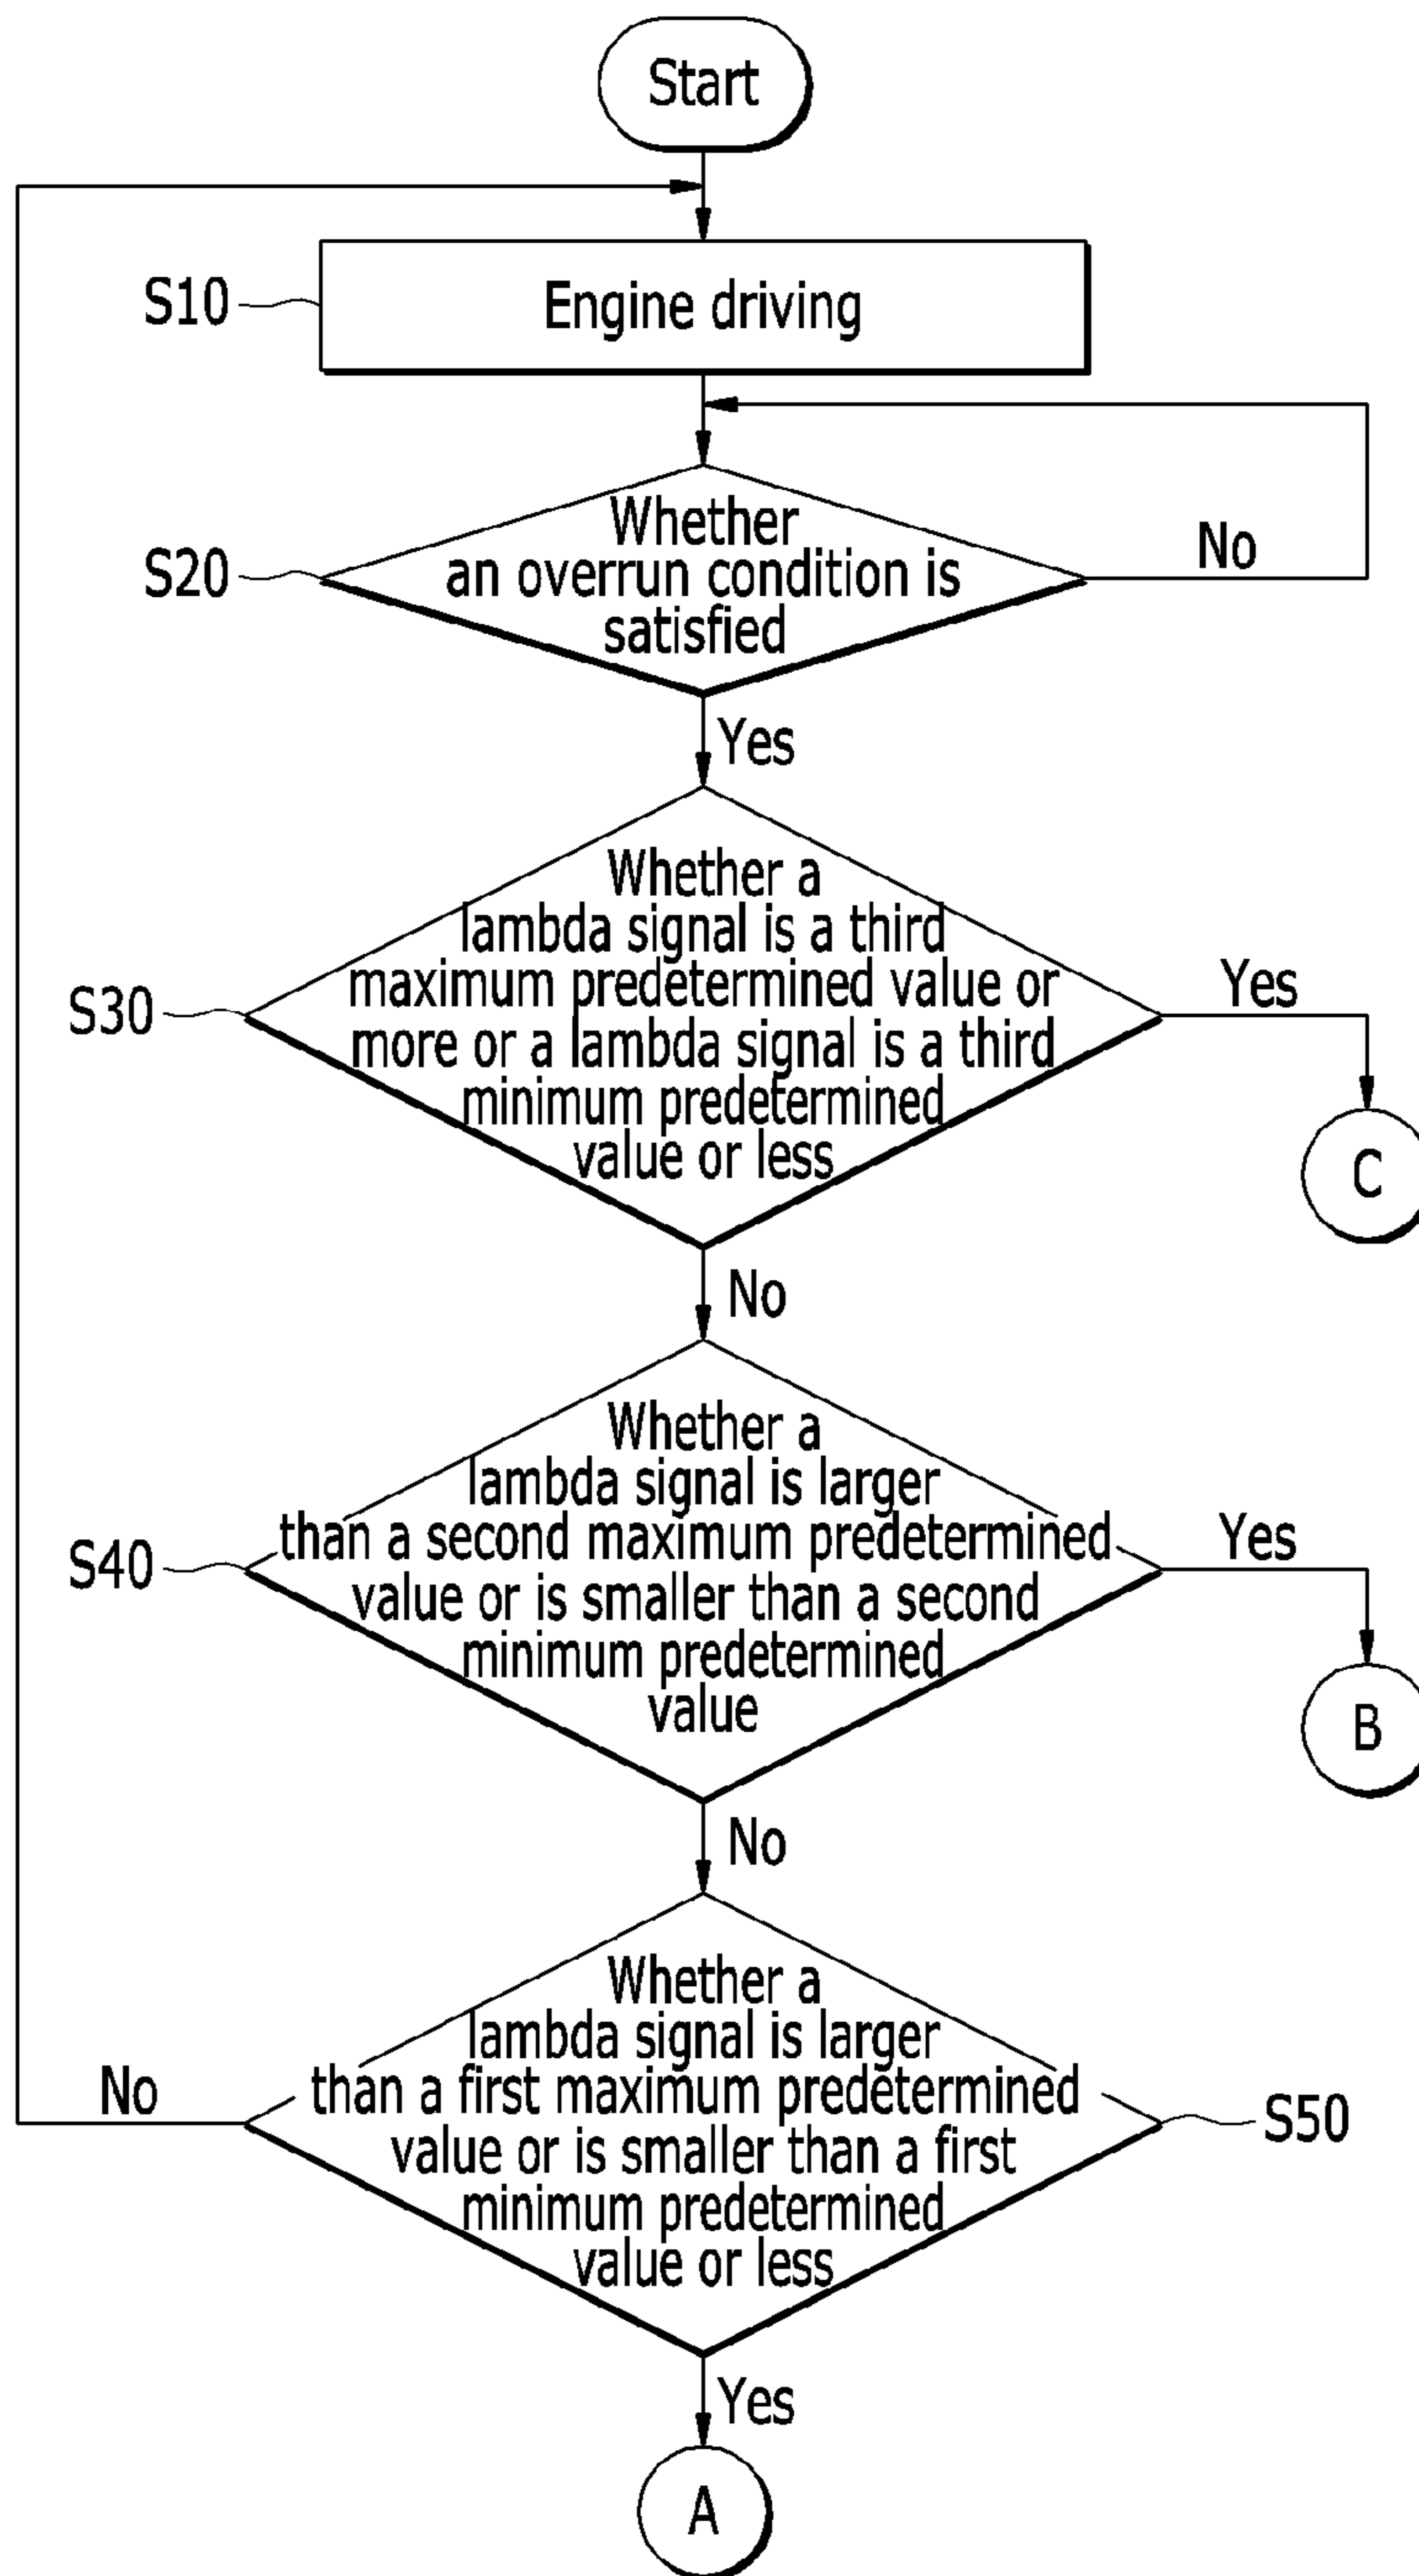 Start
S10
Engine driving
S20
Whether
an overrun condition is
satisfied
No
Yes
S30
Whether a
lambda signal is a third
maximum predetermined value or
more or a lambda signal is a third
minimum predetermined
value or less
Yes
C
No
S40
Whether a
lambda signal is larger
than a second maximum predetermined
value or is smaller than a second
minimum predetermined
value
Yes
B
No
Whether a
lambda signal is larger
than a first maximum predetermined
value or is smaller than a first
minimum predetermined
value or less
No
S50
Yes
A